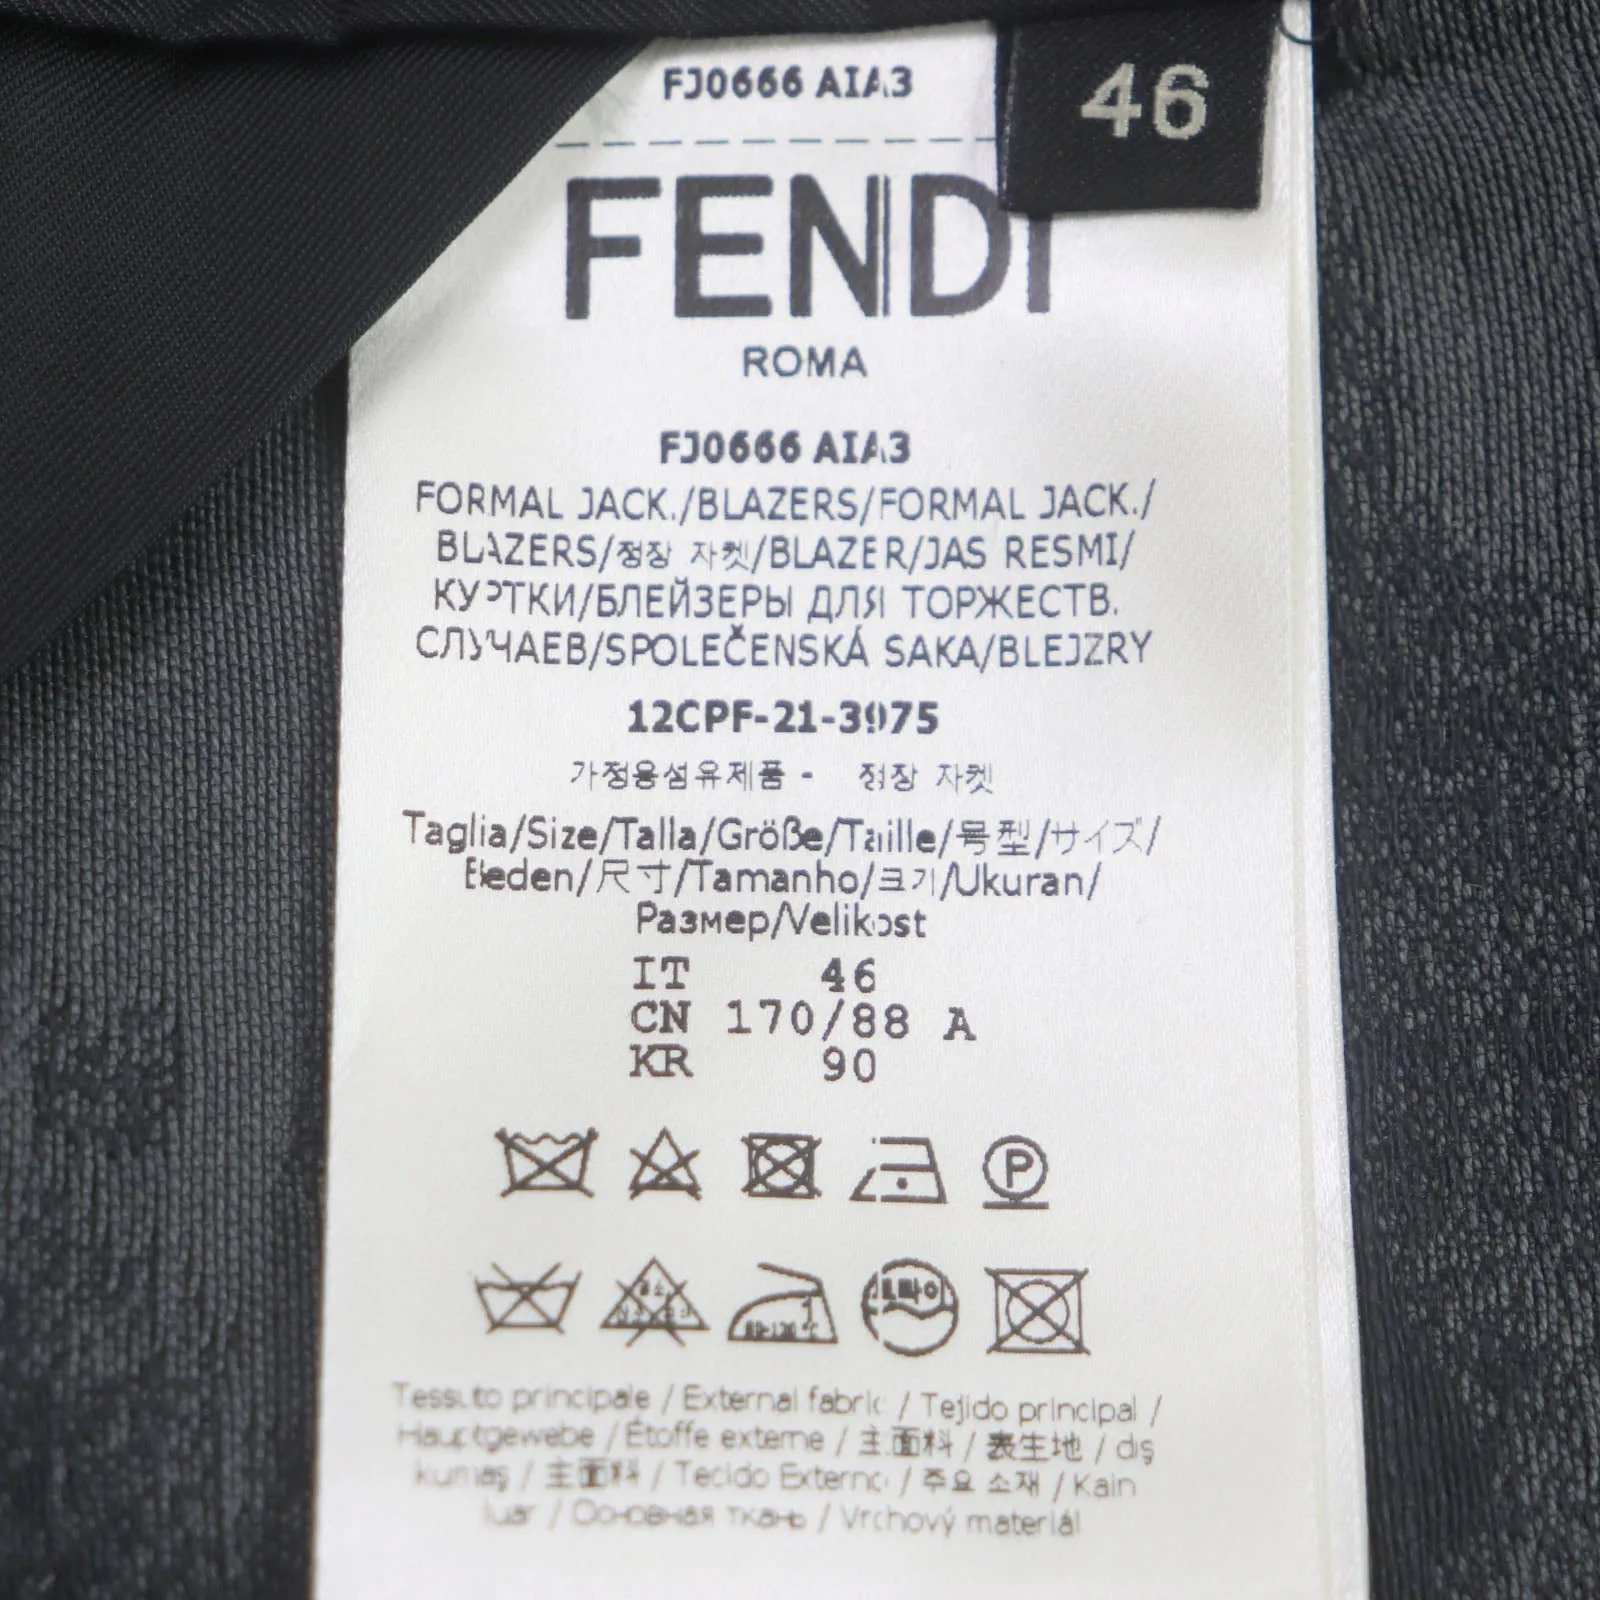 46
FJ0666 AIA3
FENDI
ROMA
FJ0666 AIA3
FORMAL JACK./BLAZERS/FORMAL JACK./
BLAZERS/정장 자켓/BLAZER/JAS RESMI/
КУРТКИ/БЛЕЙЗЕРЫ ДЛЯ ТОРЖЕСТВ.
СЛУЧАЕВ/SPOLEČENSKÁ SAKA/BLEJZRY
12CPF-21-3975
가정용섬유제품 - 정장 자켓
Taglia/Size/Talla/Größe/Taille/号型/サイズ/
Beden/尺寸/Tamanho/크기/Ukuran/
Размер/Velikost
IT 46
CN 170/88 A
KR 90
P
드라이
80-120°C
Tessuto principale / External fabric / Tejido principal /
Hauptgewebe / Étoffe externe / 主面料 / 表生地 / dış
kumaş / 主面料 / Tecido Externo / 주요 소재 / Kain
luar / Основная ткань / Vrchový materiál